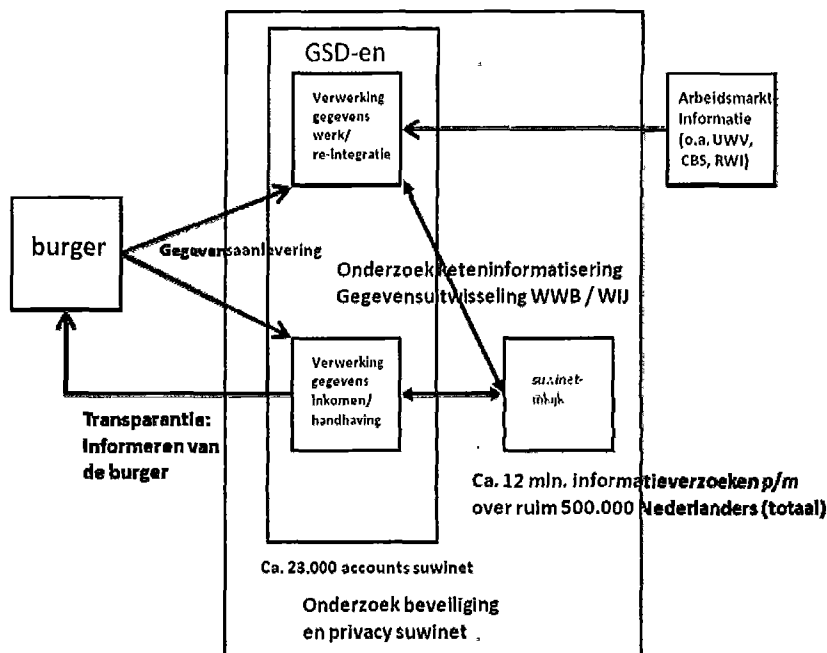 GSD-en
Verwerking
gegevens
werk/
re-integratie
Arbeidsmarkt
Informatie
(o.a. UWV,
CBS, RWI)
burger
Gegevensaanlevering
Onderzoek keteninformatisering
Gegevensuitwisseling WWB / WIJ
Verwerking
gegevens
Inkomen/
handhaving
suwinet-
inkijk
Transparantie:
Informeren van
de burger
Ca. 12 mln. informatieverzoeken p/m
over ruim 500.000 Nederlanders (totaal)
Ca. 23.000 accounts suwinet
Onderzoek beveiliging
en privacy suwinet